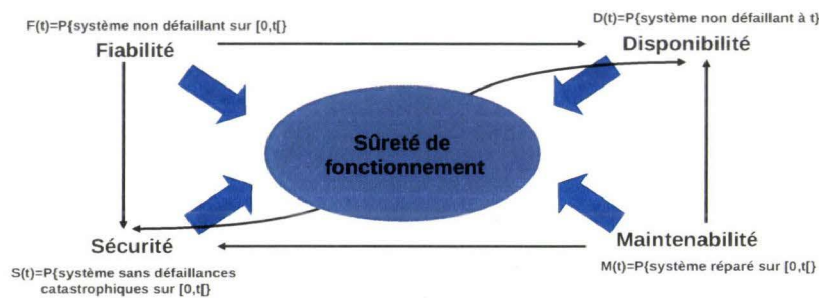 F(t)=P{système non défaillant sur [0,t[}
Fiabilité
D(t)=P{système non défaillant à t}
Disponibilité
Sûreté de
fonctionnement
Sécurité
S(t)=P{système sans défaillances
catastrophiques sur [0,t[}
Maintenabilité
M(t)=P{système réparé sur [0,t[}